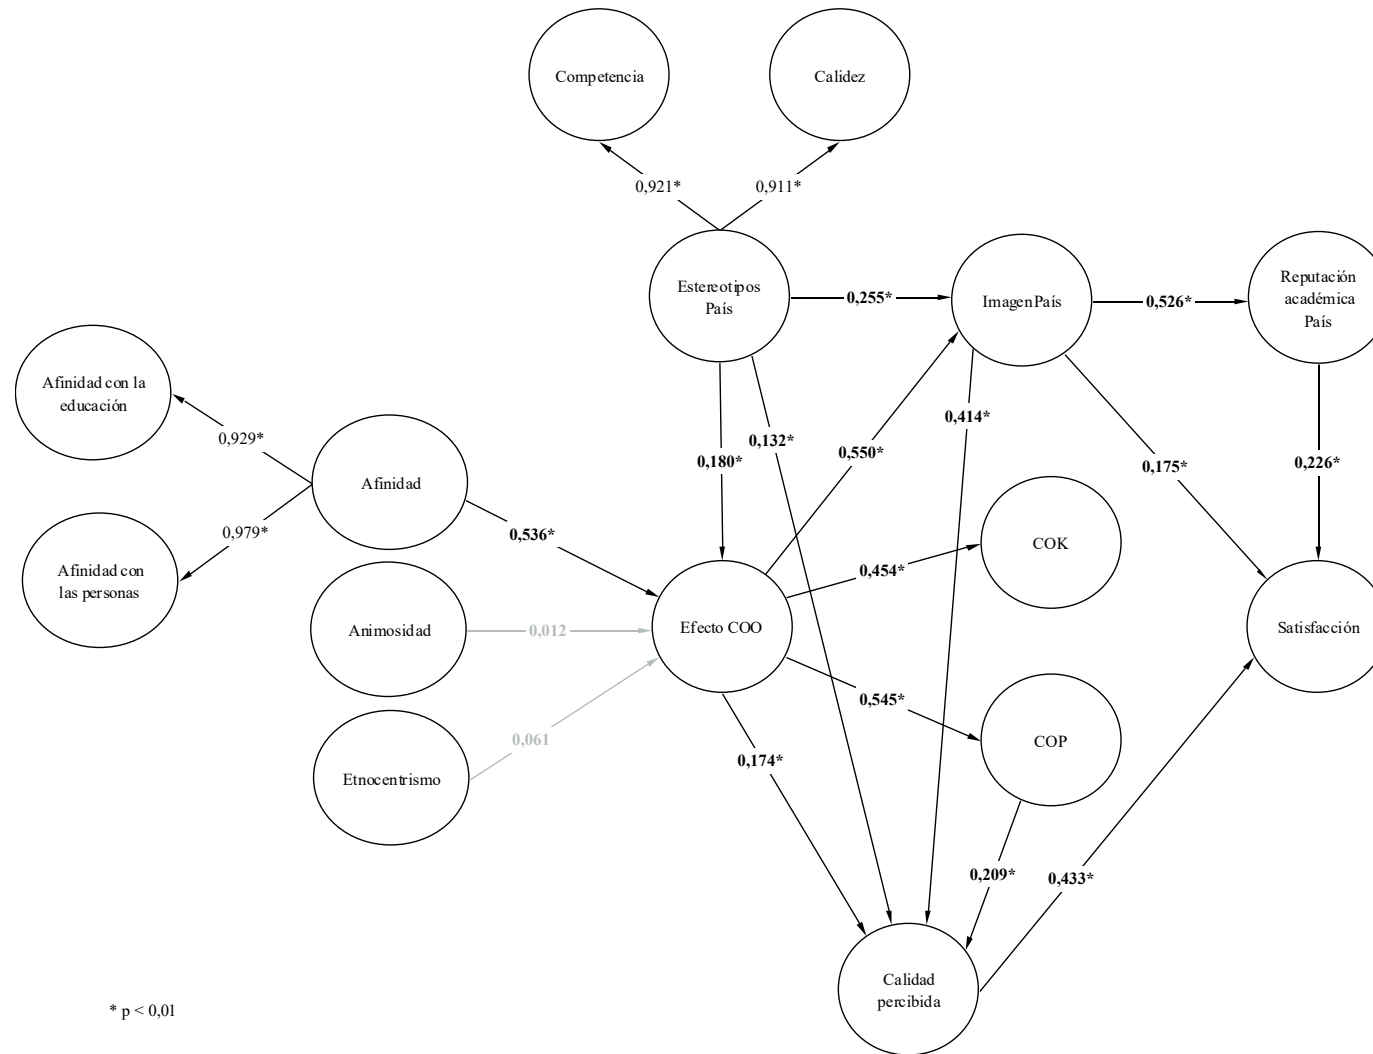 Competencia
Calidez
0,921*
0,911*
Estereotipos
País
0,255*
Imagen País
0,526*
Reputación
académica
País
Afinidad con la
educación
0,929*
Afinidad
0,979*
Afinidad con
las personas
0,536*
0,180*
0,132*
0,550*
0,414*
0,175*
0,226*
COK
0,454*
Animosidad
0,012
Efecto COO
Satisfacción
Etnocentrismo
0,061
0,545*
COP
0,174*
0,209*
0,433*
Calidad
percibida
* p < 0,01